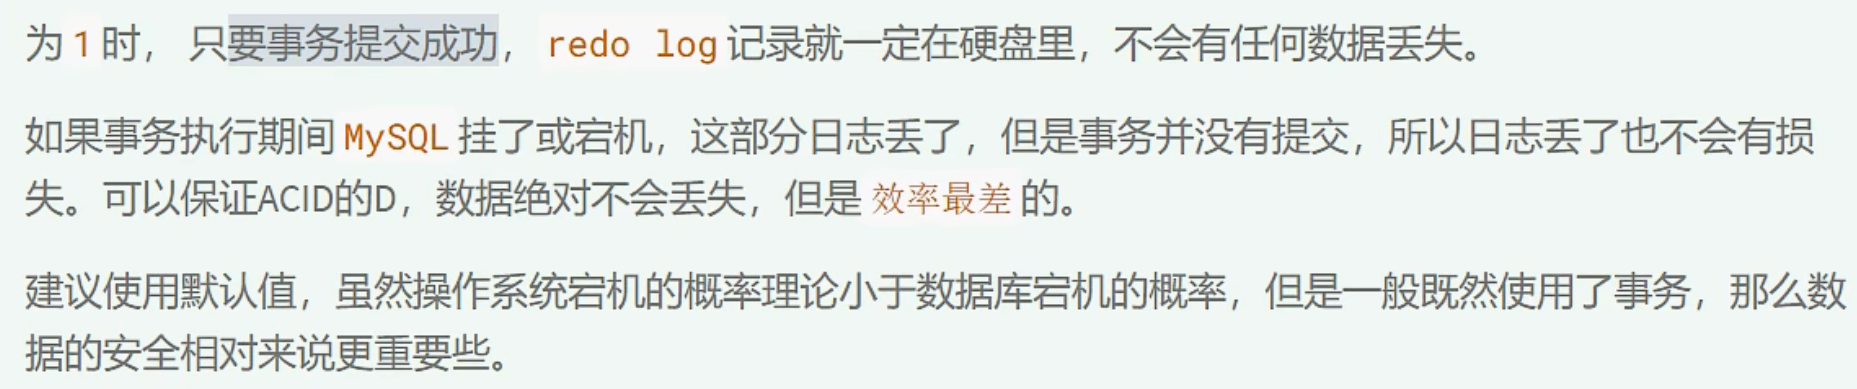 为 1 时， 只要事务提交成功， redo log 记录就一定在硬盘里，不会有任何数据丢失。
如果事务执行期间 MySQL 挂了或宕机，这部分日志丢了，但是事务并没有提交，所以日志丢了也不会有损
失。可以保证ACID的D，数据绝对不会丢失，但是 效率最差 的。
建议使用默认值，虽然操作系统宕机的概率理论小于数据库宕机的概率，但是一般既然使用了事务，那么数
据的安全相对来说更重要些。